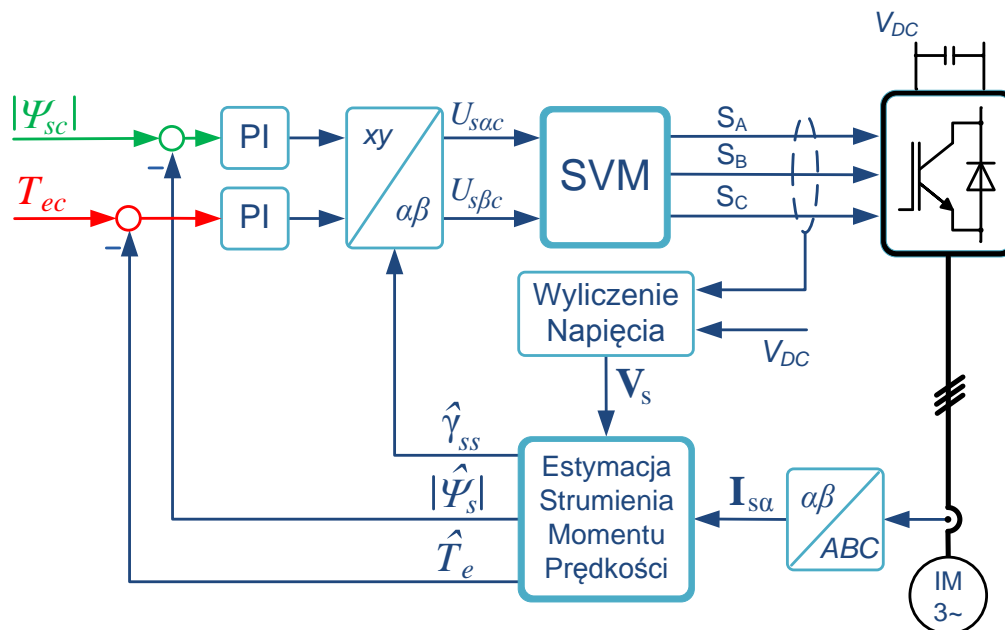 V_DC
|Ψ_sc|
PI
xy
αβ
U_sαc
SVM
S_A
S_B
S_C
T_ec
PI
U_sβc
Wyliczenie
Napięcia
V_DC
V_s
γ̂_ss
|Ψ̂_s|
T̂_e
Estymacja
Strumienia
Momentu
Prędkości
I_sα
αβ
ABC
IM
3~